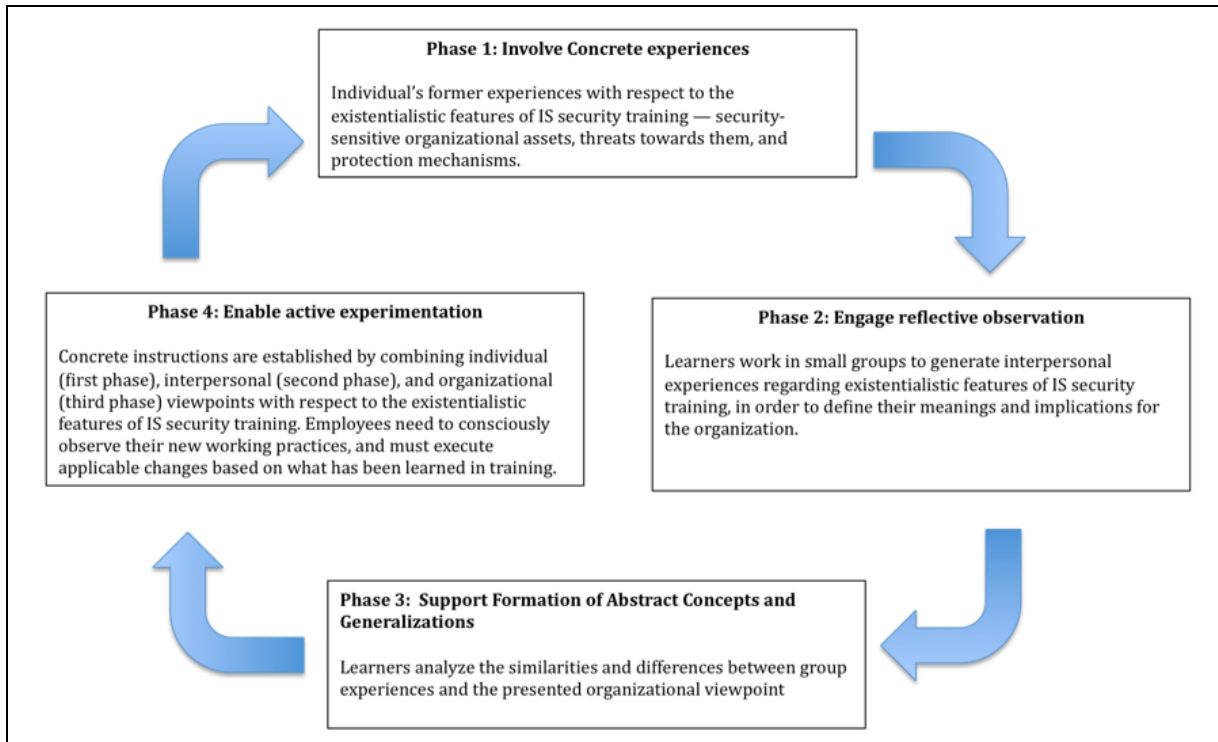 Phase 1: Involve Concrete experiences
Individual's former experiences with respect to the
existentialistic features of IS security training — security-
sensitive organizational assets, threats towards them, and
protection mechanisms.
Phase 2: Engage reflective observation
Learners work in small groups to generate interpersonal
experiences regarding existentialistic features of IS security
training, in order to define their meanings and implications for
the organization.
Phase 3:  Support Formation of Abstract Concepts and
Generalizations
Learners analyze the similarities and differences between group
experiences and the presented organizational viewpoint
Phase 4: Enable active experimentation
Concrete instructions are established by combining individual
(first phase), interpersonal (second phase), and organizational
(third phase) viewpoints with respect to the existentialistic
features of IS security training. Employees need to consciously
observe their new working practices, and must execute
applicable changes based on what has been learned in training.